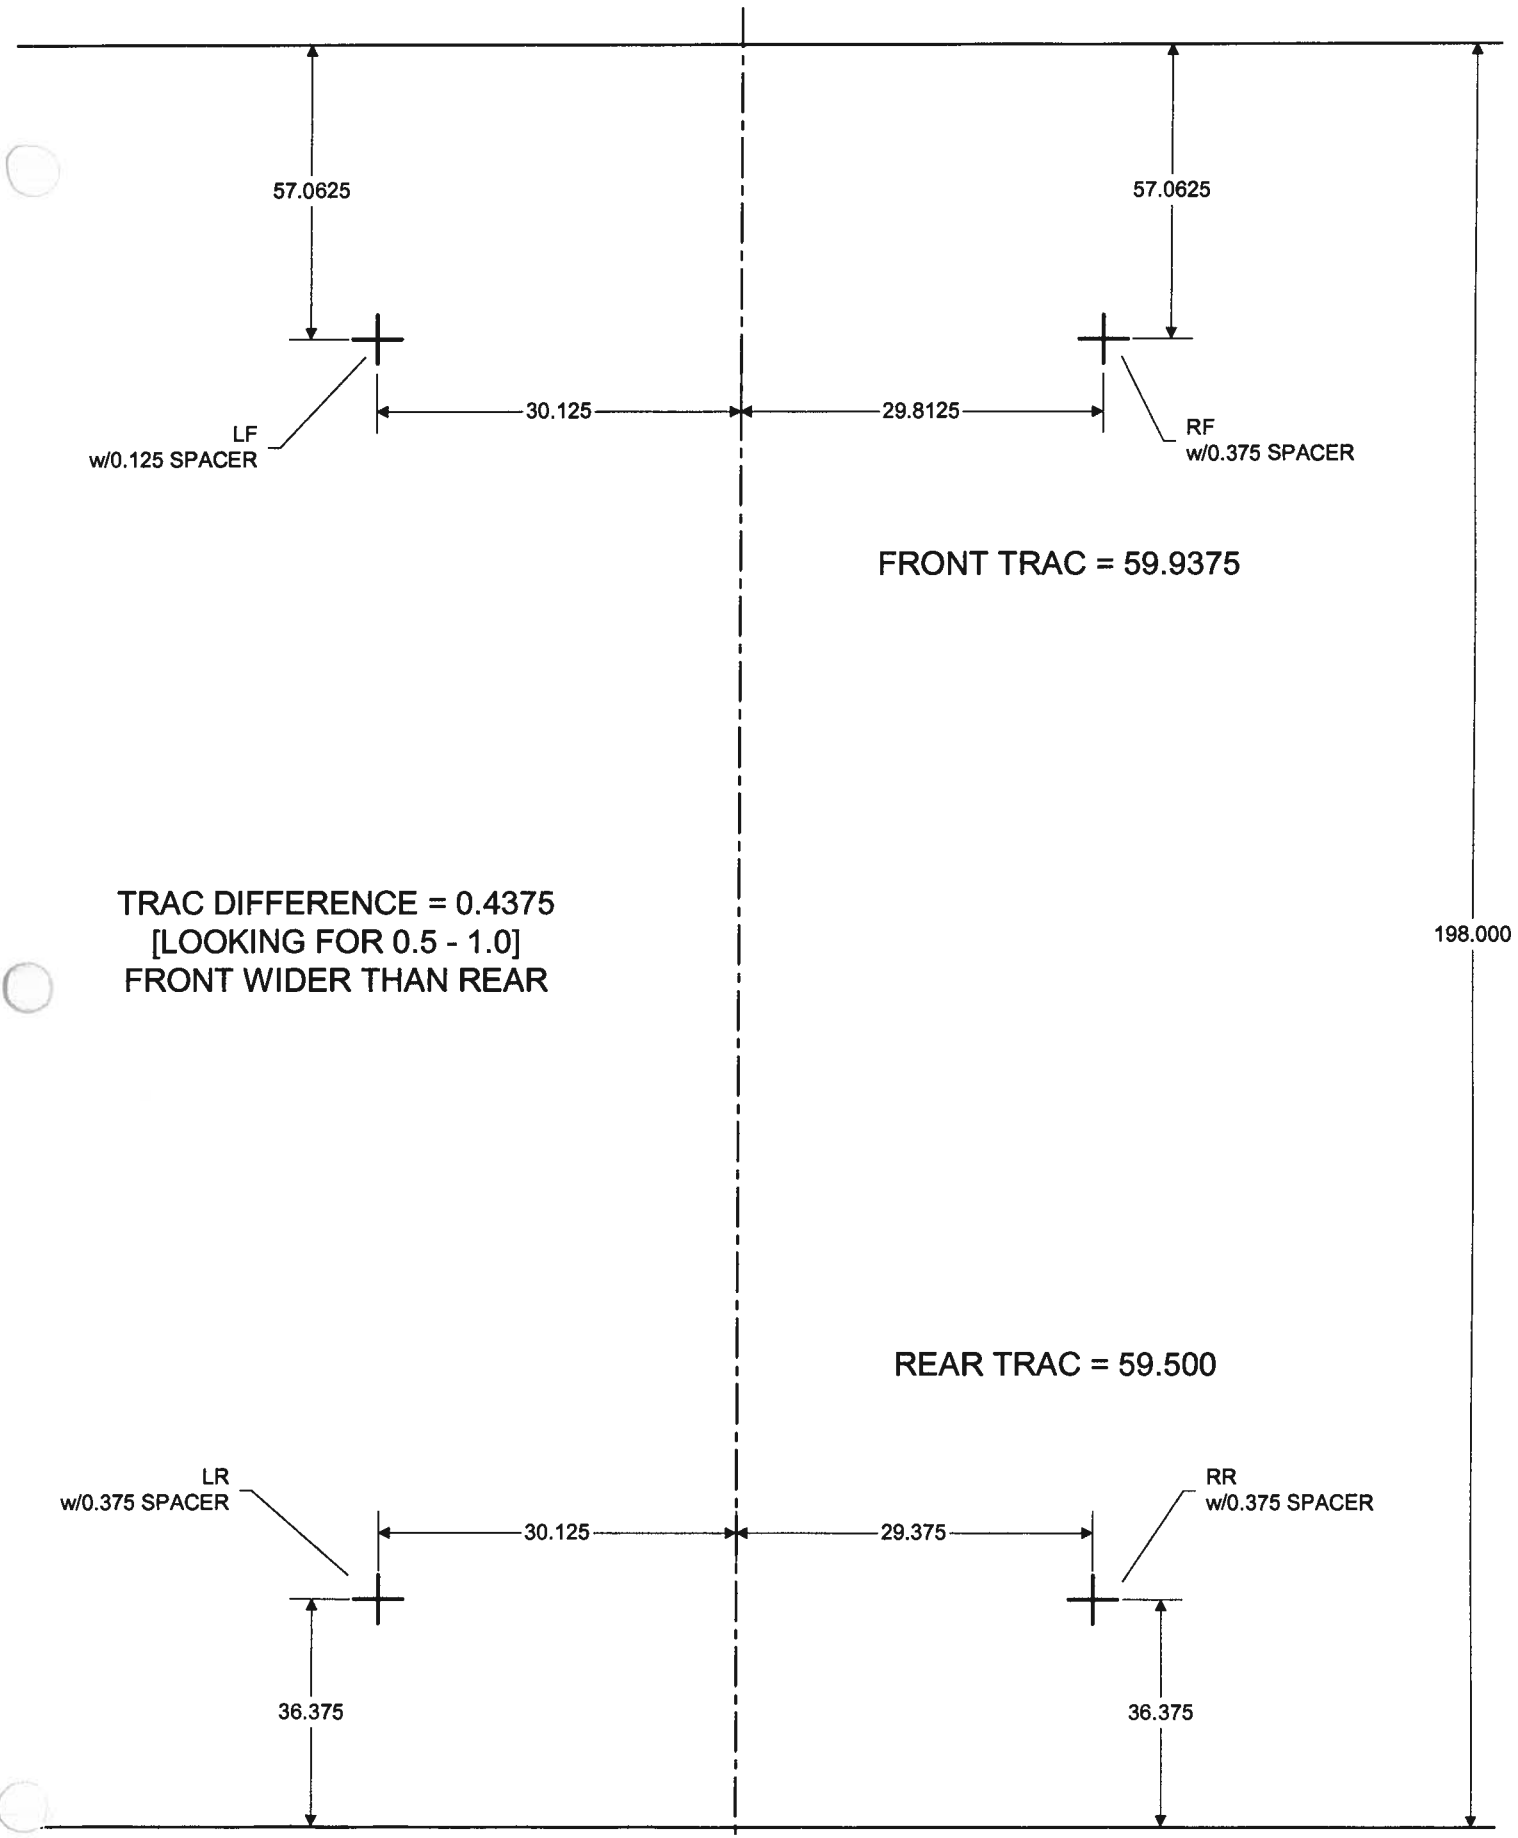 57.0625
57.0625
30.125
29.8125
LF
w/0.125 SPACER
RF
w/0.375 SPACER
FRONT TRAC = 59.9375
TRAC DIFFERENCE = 0.4375
[LOOKING FOR 0.5 - 1.0]
FRONT WIDER THAN REAR
198.000
REAR TRAC = 59.500
LR
w/0.375 SPACER
RR
w/0.375 SPACER
30.125
29.375
36.375
36.375